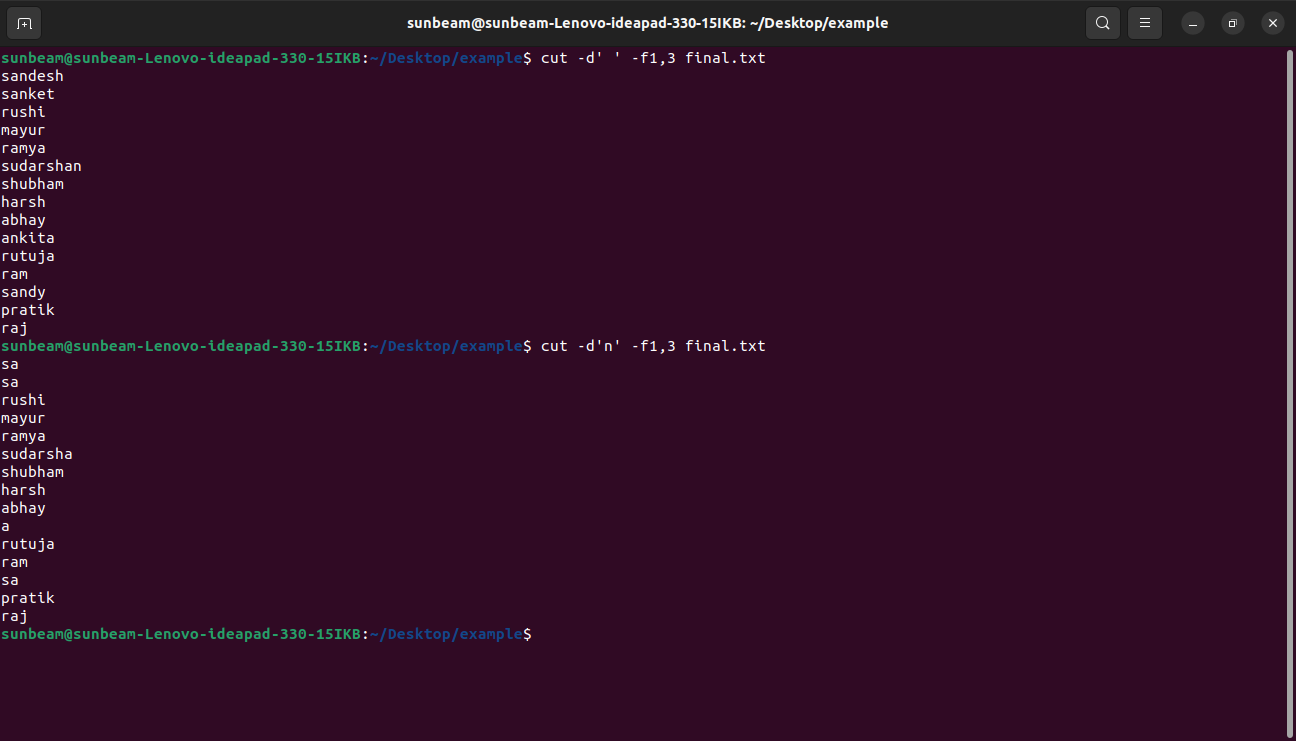 sunbeam@sunbeam-Lenovo-ideapad-330-15IKB: ~/Desktop/example
sunbeam@sunbeam-Lenovo-ideapad-330-15IKB:~/Desktop/example$ cut -d' ' -f1,3 final.txt
sandesh
sanket
rushi
mayur
ramya
sudarshan
shubham
harsh
abhay
ankita
rutuja
ram
sandy
pratik
raj
sunbeam@sunbeam-Lenovo-ideapad-330-15IKB:~/Desktop/example$ cut -d'n' -f1,3 final.txt
sa
sa
rushi
mayur
ramya
sudarsha
shubham
harsh
abhay
a
rutuja
ram
sa
pratik
raj
sunbeam@sunbeam-Lenovo-ideapad-330-15IKB:~/Desktop/example$